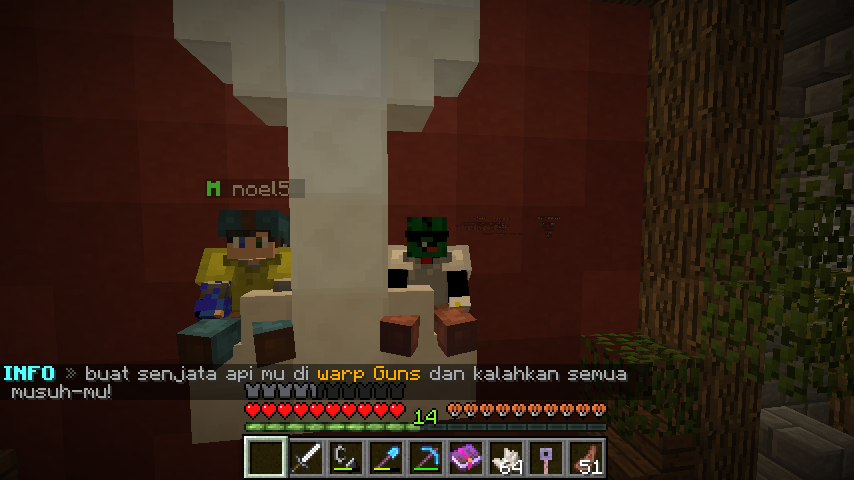 M noel5
INFO » buat senjata api mu di warp Guns dan kalahkan semua
musuh-mu!
14
64
51